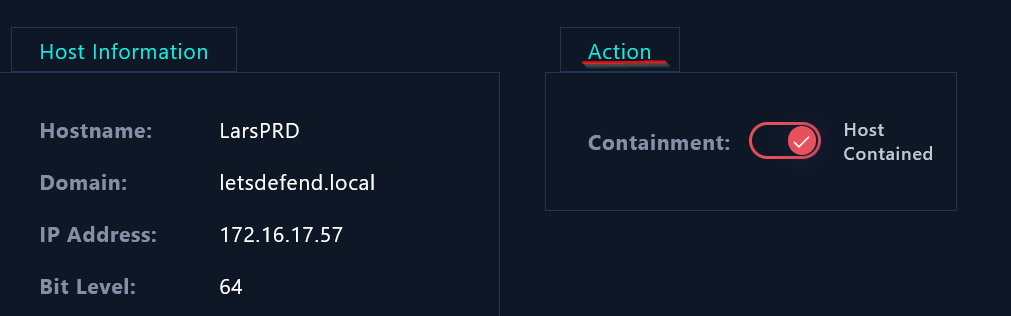 Host Information
Hostname: LarsPRD
Domain: letsdefend.local
IP Address: 172.16.17.57
Bit Level: 64
Action
Containment:
Host
Contained